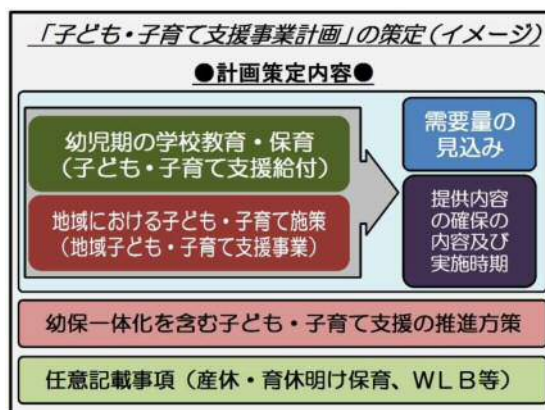 「子ども・子育て支援事業計画」の策定（イメージ）
●計画策定内容●
幼児期の学校教育・保育
（子ども・子育て支援給付）
地域における子ども・子育て施策
（地域子ども・子育て支援事業）
需要量の
見込み
提供内容
の確保の
内容及び
実施時期
幼保一体化を含む子ども・子育て支援の推進方策
任意記載事項（産休・育休明け保育、ＷＬＢ等）